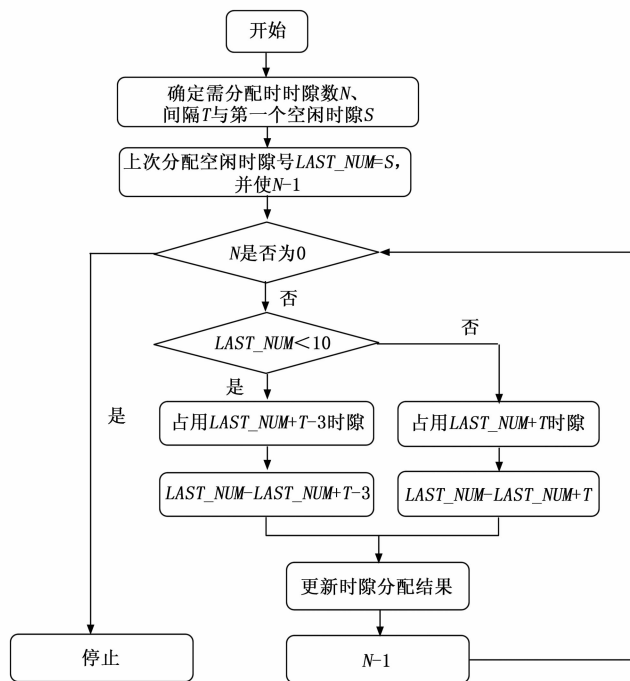 开始
确定需分配时时隙数N、
间隔T与第一个空闲时隙S
上次分配空闲时隙号LAST_NUM=S,
并使N-1
N是否为0
否
LAST_NUM<10
否
是
是
占用LAST_NUM+T-3时隙
占用LAST_NUM+T时隙
LAST_NUM-LAST_NUM+T-3
LAST_NUM-LAST_NUM+T
更新时隙分配结果
停止
N-1